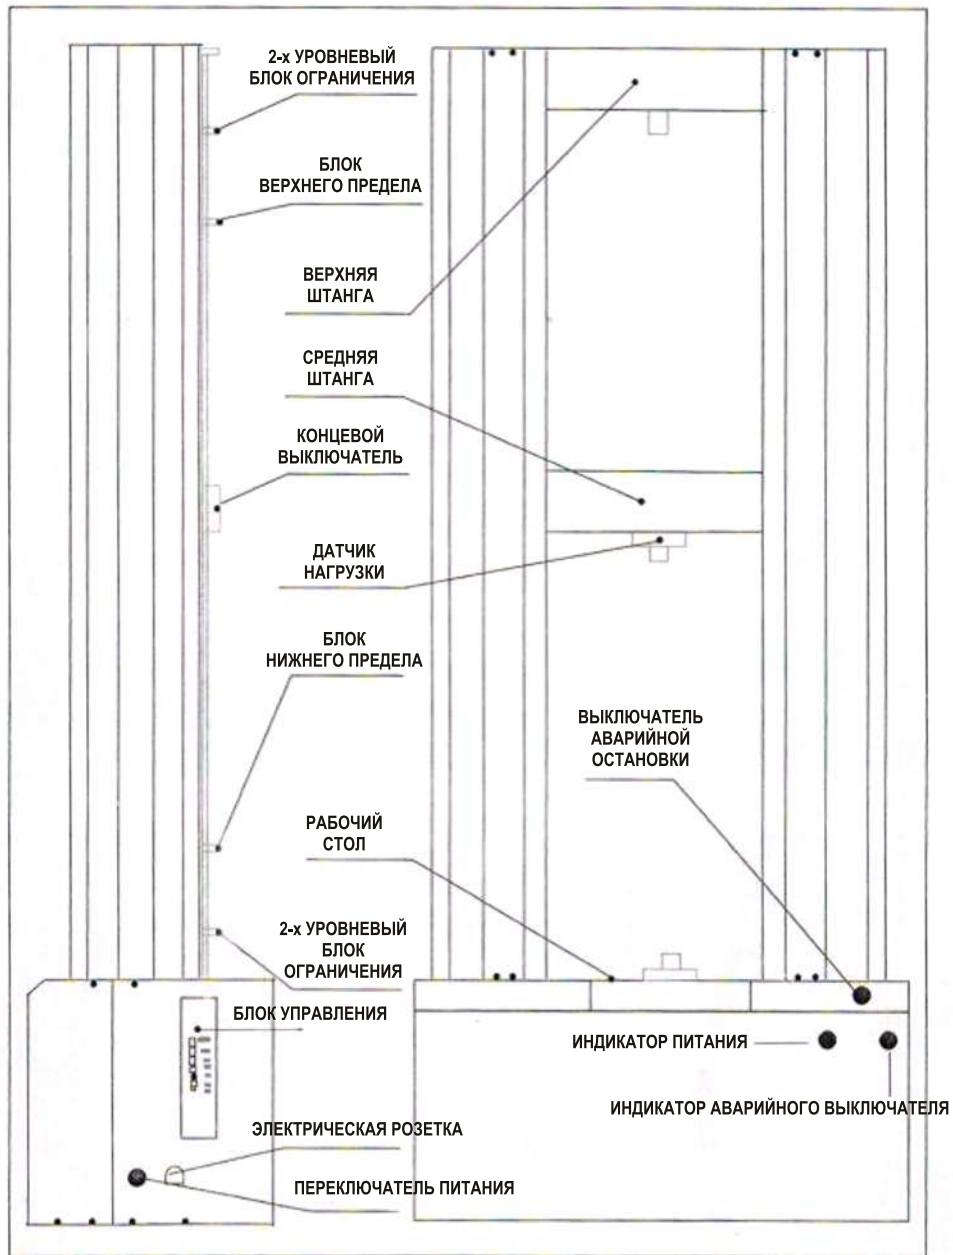 2-х УРОВНЕВЫЙ
БЛОК ОГРАНИЧЕНИЯ
БЛОК
ВЕРХНЕГО ПРЕДЕЛА
ВЕРХНЯЯ
ШТАНГА
СРЕДНЯЯ
ШТАНГА
КОНЦЕВОЙ
ВЫКЛЮЧАТЕЛЬ
ДАТЧИК
НАГРУЗКИ
БЛОК
НИЖНЕГО ПРЕДЕЛА
ВЫКЛЮЧАТЕЛЬ
АВАРИЙНОЙ
ОСТАНОВКИ
РАБОЧИЙ
СТОЛ
2-х УРОВНЕВЫЙ
БЛОК
ОГРАНИЧЕНИЯ
БЛОК УПРАВЛЕНИЯ
ИНДИКАТОР ПИТАНИЯ
ИНДИКАТОР АВАРИЙНОГО ВЫКЛЮЧАТЕЛЯ
ЭЛЕКТРИЧЕСКАЯ РОЗЕТКА
ПЕРЕКЛЮЧАТЕЛЬ ПИТАНИЯ